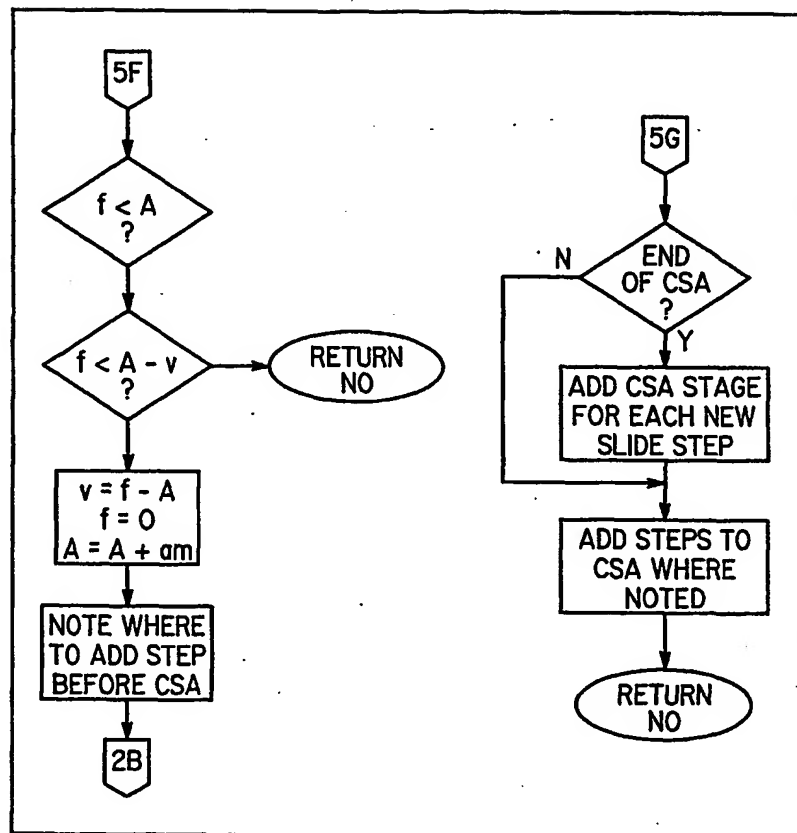 5F
f < A
?
f < A - v
?
RETURN
NO
v = f - A
f = 0
A = A + am
NOTE WHERE
TO ADD STEP
BEFORE CSA
2B
5G
END
OF CSA
?
N
Y
ADD CSA STAGE
FOR EACH NEW
SLIDE STEP
ADD STEPS TO
CSA WHERE
NOTED
RETURN
NO